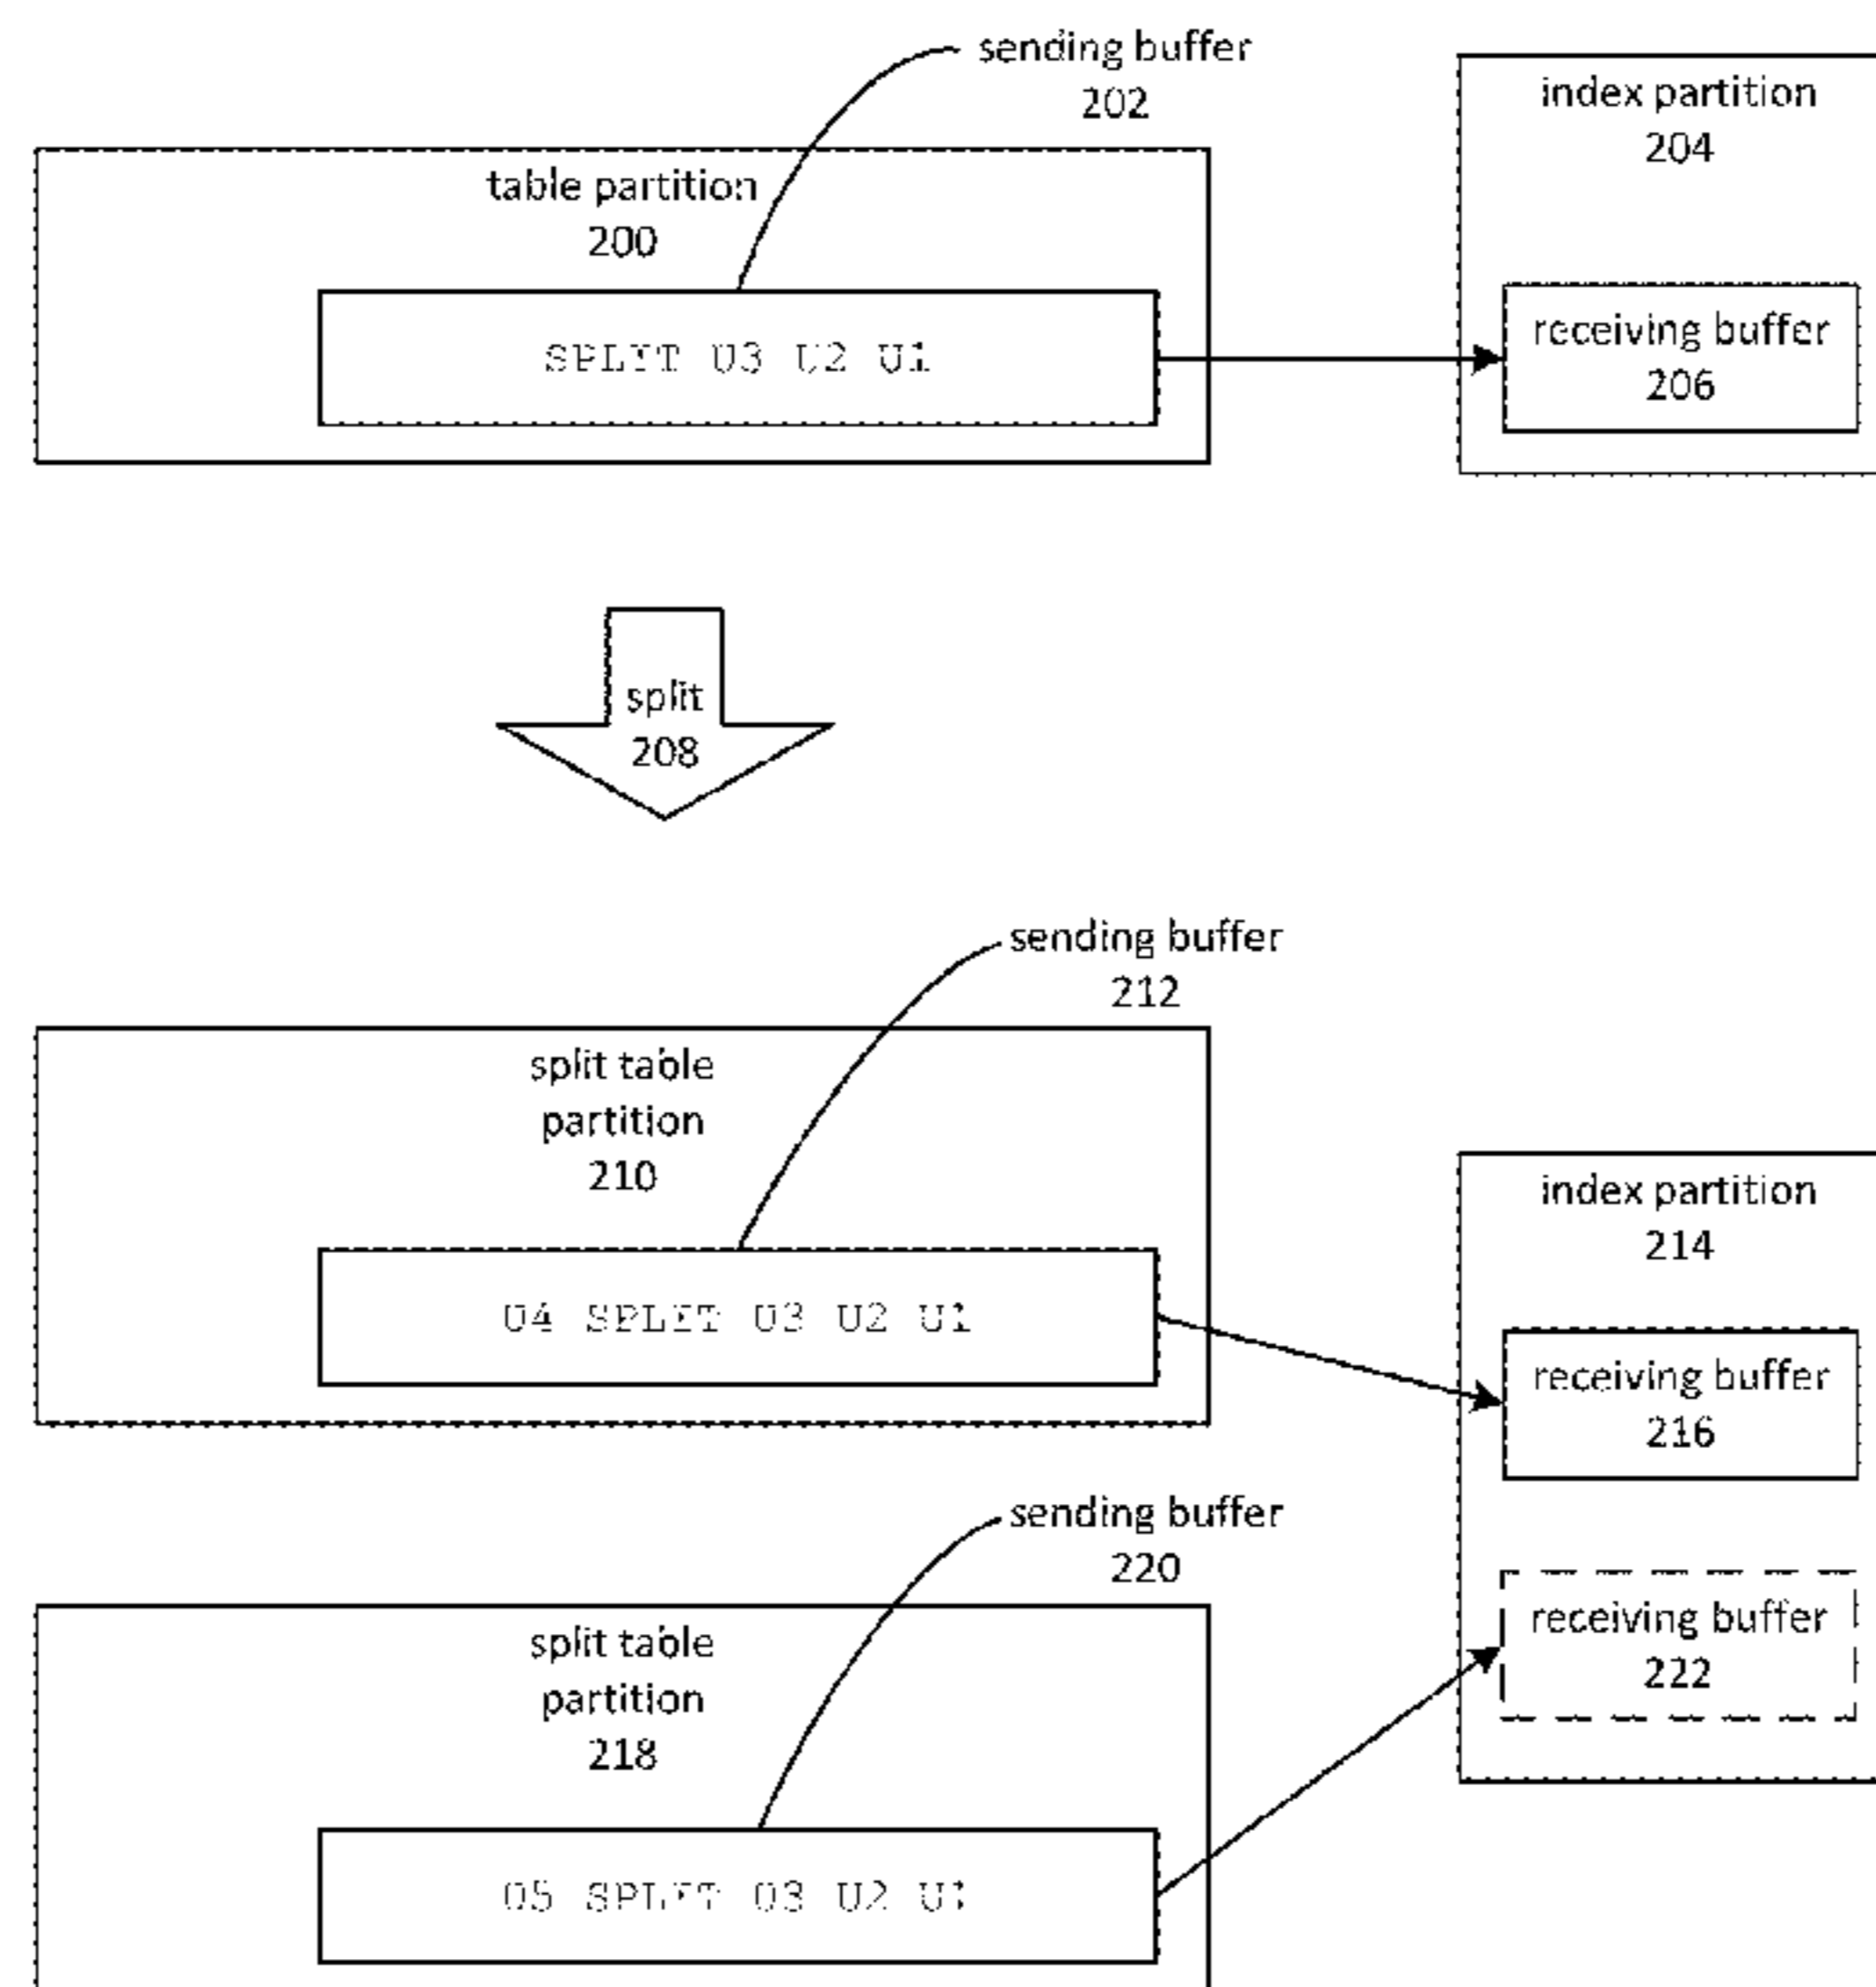 sending buffer
202
index partition
204
table partition
200
SPLIT U3 U2 U1
receiving buffer
206
split
208
sending buffer
212
split table
partition
210
index partition
214
U4 SPLIT U3 U2 U1
receiving buffer
216
sending buffer
220
split table
partition
218
receiving buffer
222
U5 SPLIT U3 U2 U1